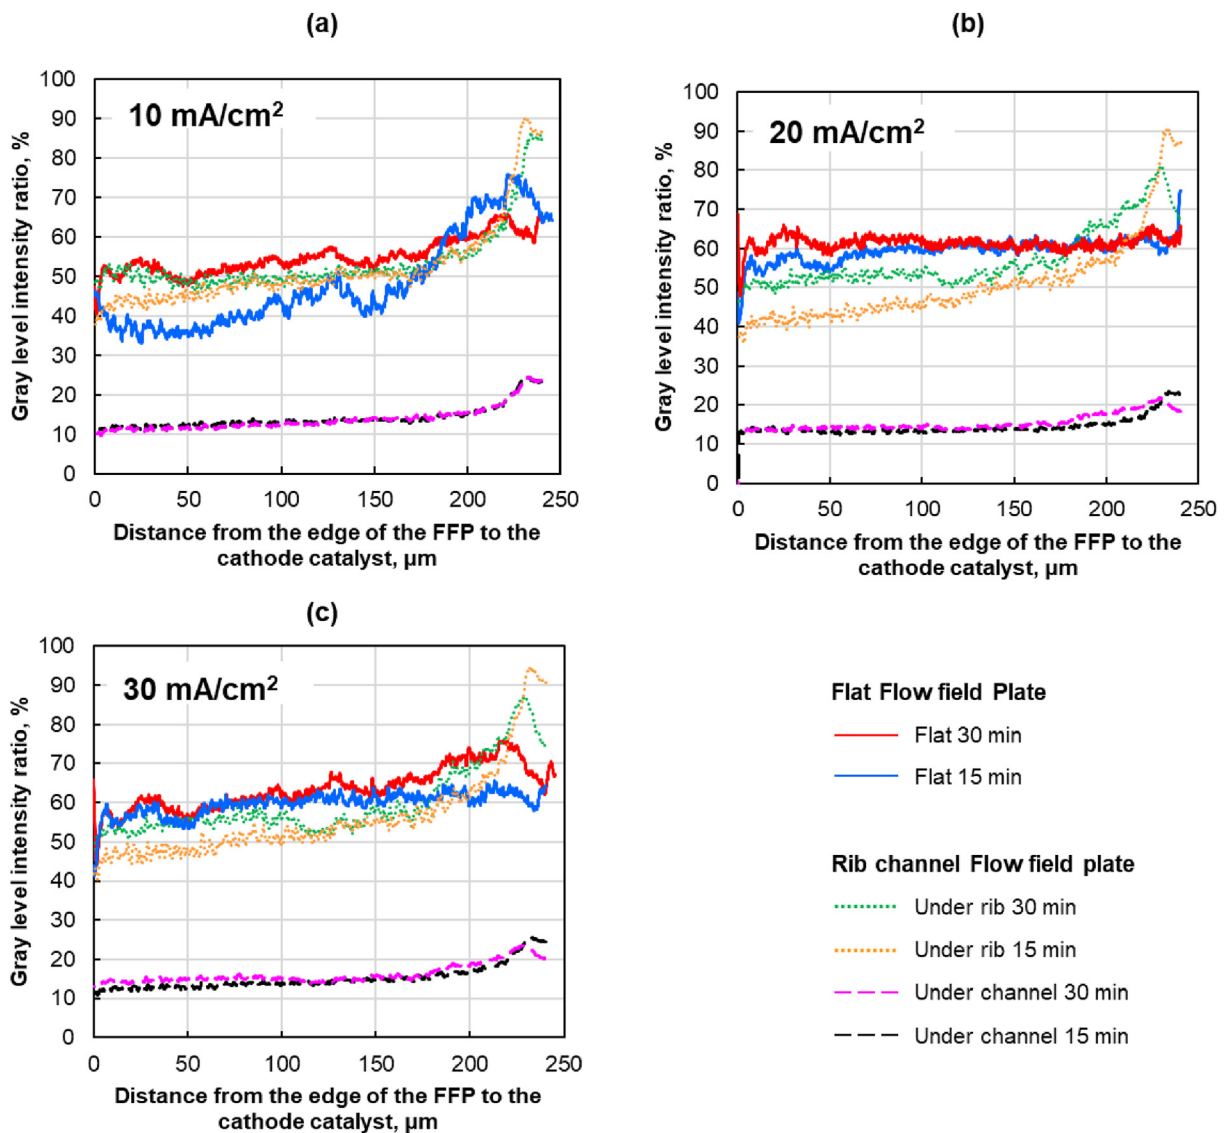 (a)
10 mA/cm²
Gray level intensity ratio, %
100
90
80
70
60
50
40
30
20
10
0
0 50 100 150 200 250
Distance from the edge of the FFP to the
cathode catalyst, µm
(b)
20 mA/cm²
Gray level intensity ratio, %
100
90
80
70
60
50
40
30
20
10
0
0 50 100 150 200 250
Distance from the edge of the FFP to the
cathode catalyst, µm
(c)
30 mA/cm²
Gray level intensity ratio, %
100
90
80
70
60
50
40
30
20
10
0
0 50 100 150 200 250
Distance from the edge of the FFP to the
cathode catalyst, µm
Flat Flow field Plate
Flat 30 min
Flat 15 min
Rib channel Flow field plate
Under rib 30 min
Under rib 15 min
Under channel 30 min
Under channel 15 min